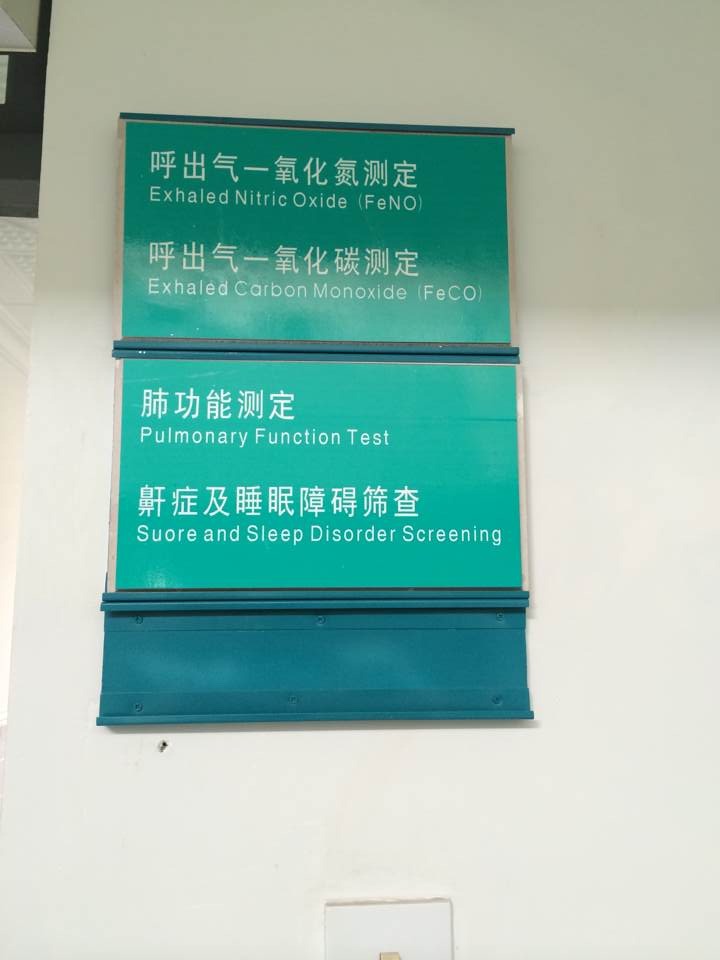 呼出气一氧化氮测定
Exhaled Nitric Oxide (FeNO)
呼出气一氧化碳测定
Exhaled Carbon Monoxide (FeCO)
肺功能测定
Pulmonary Function Test
鼾症及睡眠障碍筛查
Suore and Sleep Disorder Screening